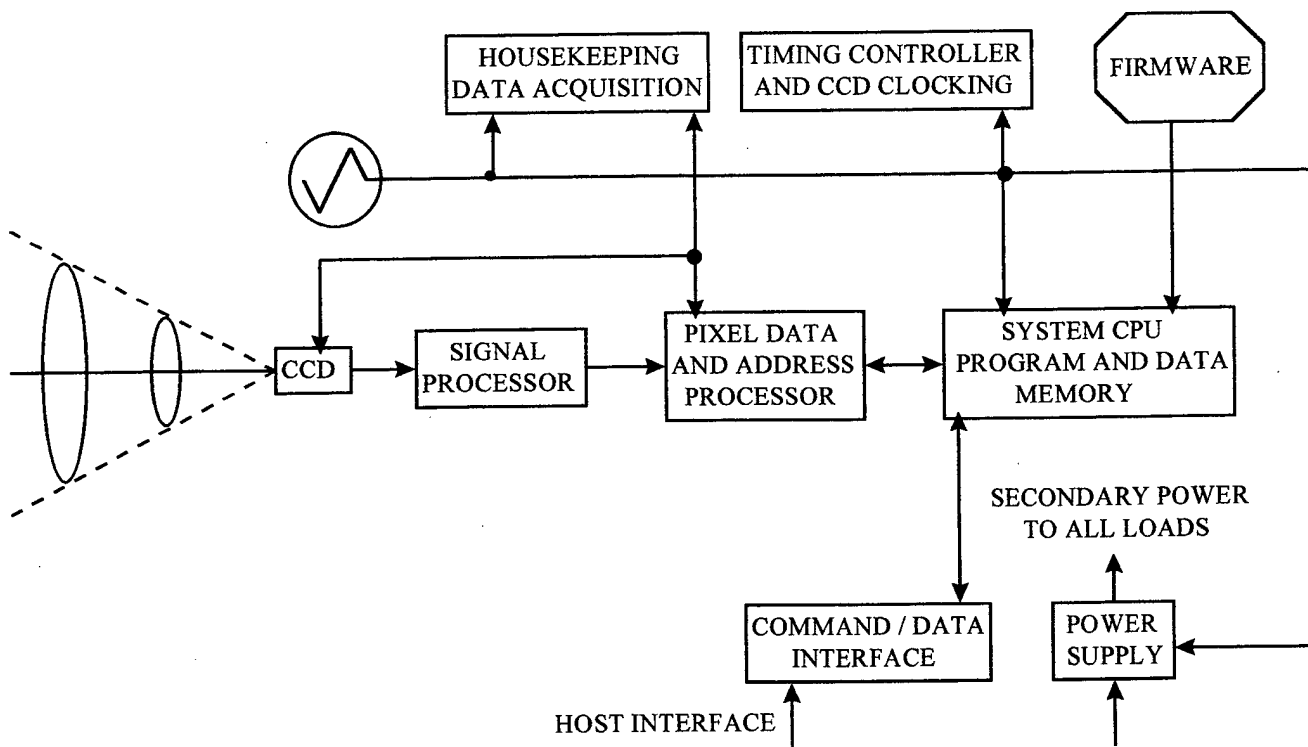 HOUSEKEEPING
DATA ACQUISITION
TIMING CONTROLLER
AND CCD CLOCKING
FIRMWARE
CCD
SIGNAL
PROCESSOR
PIXEL DATA
AND ADDRESS
PROCESSOR
SYSTEM CPU
PROGRAM AND DATA
MEMORY
SECONDARY POWER
TO ALL LOADS
COMMAND / DATA
INTERFACE
POWER
SUPPLY
HOST INTERFACE